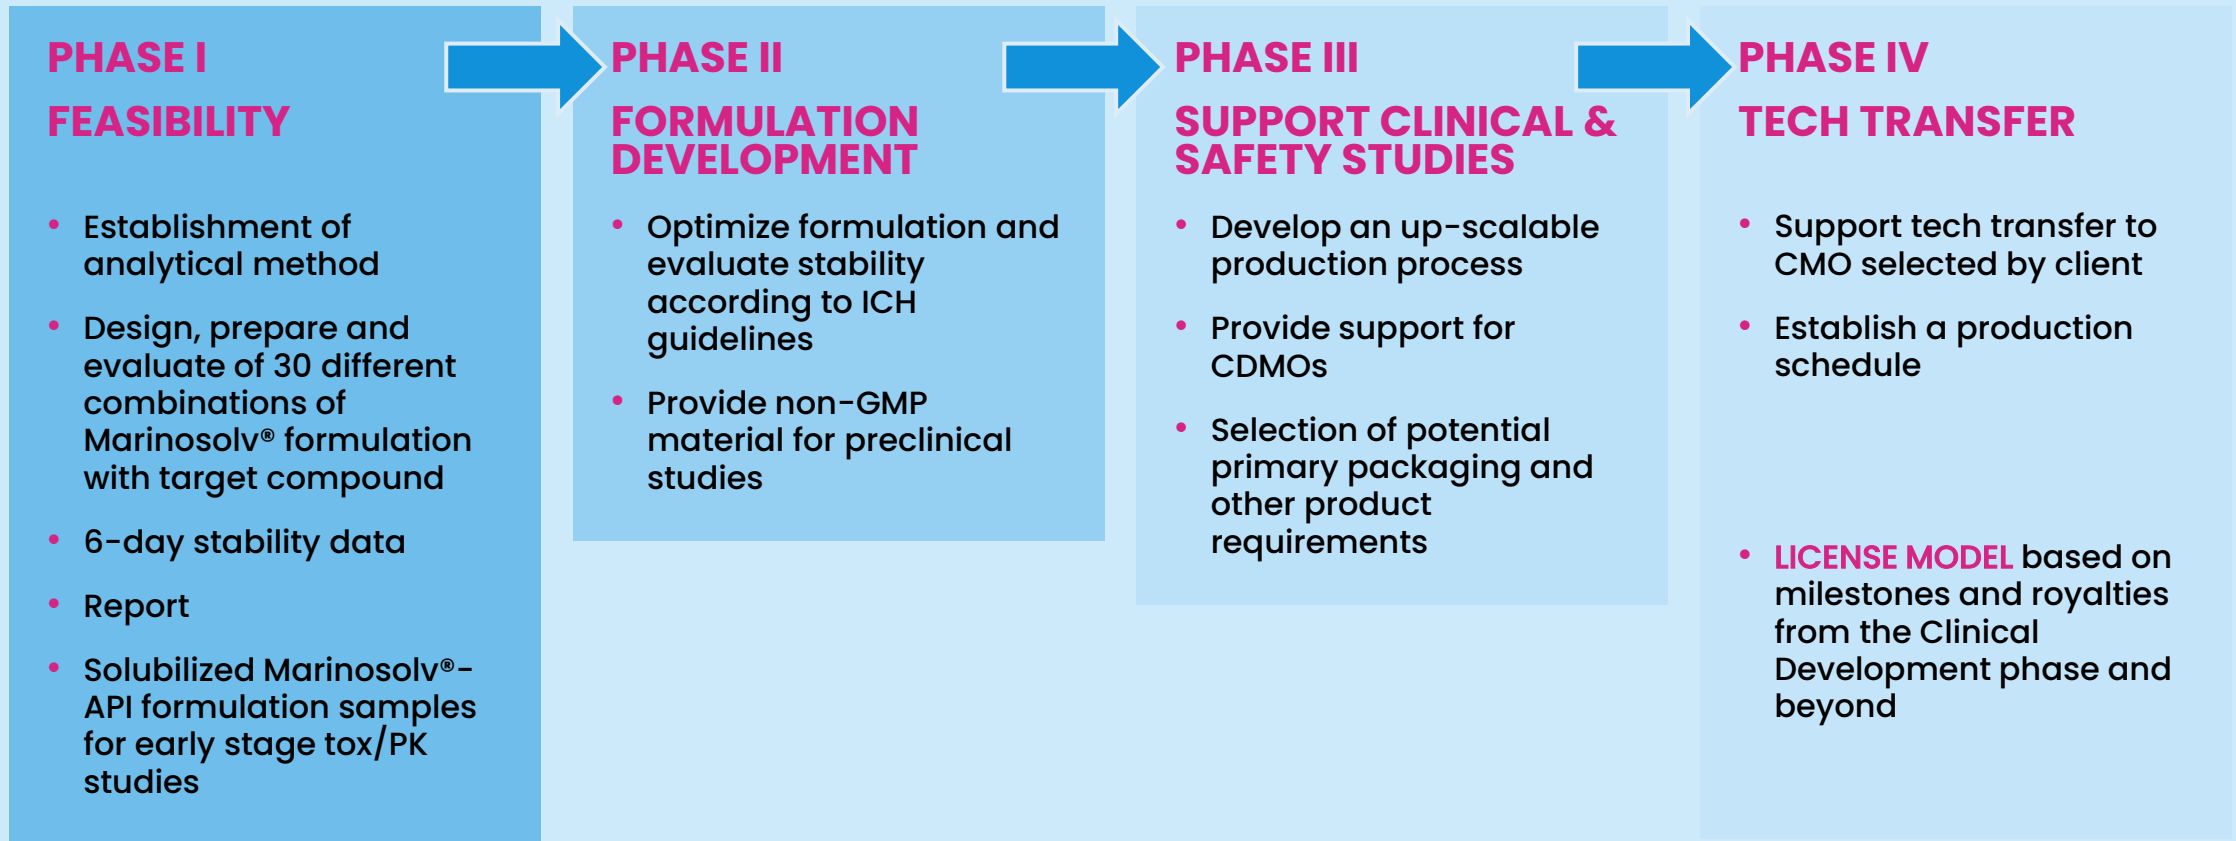 PHASE I
FEASIBILITY
• Establishment of
analytical method
• Design, prepare and
evaluate of 30 different
combinations of
Marinosolv® formulation
with target compound
• 6-day stability data
• Report
• Solubilized Marinosolv®-
API formulation samples
for early stage tox/PK
studies
PHASE II
FORMULATION
DEVELOPMENT
• Optimize formulation and
evaluate stability
according to ICH
guidelines
• Provide non-GMP
material for preclinical
studies
PHASE III
SUPPORT CLINICAL &
SAFETY STUDIES
• Develop an up-scalable
production process
• Provide support for
CDMOs
• Selection of potential
primary packaging and
other product
requirements
PHASE IV
TECH TRANSFER
• Support tech transfer to
CMO selected by client
• Establish a production
schedule
• LICENSE MODEL based on
milestones and royalties
from the Clinical
Development phase and
beyond